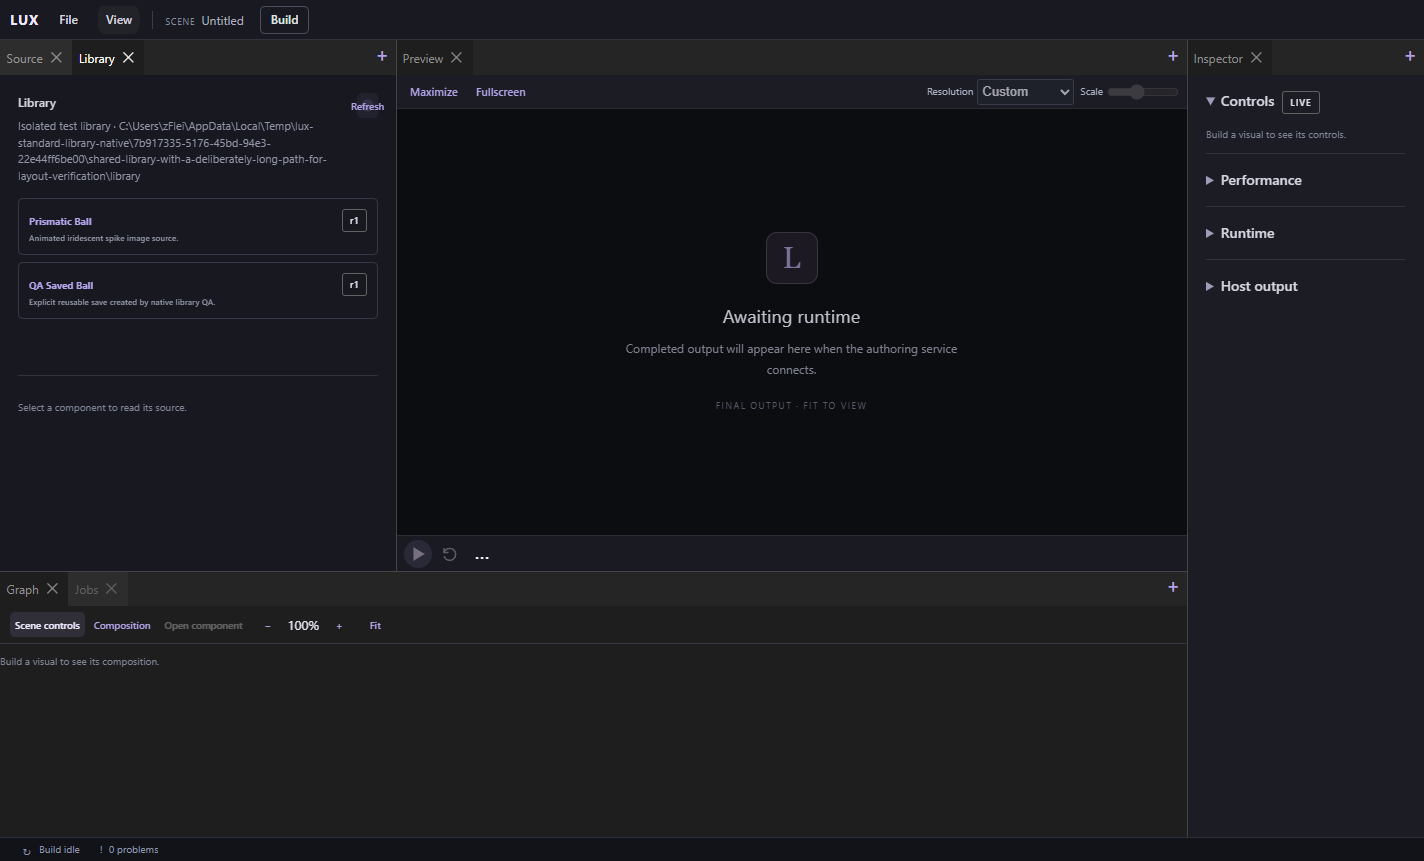 LUX File View SCENE Untitled Build
Source Library +
Library
Refresh
Isolated test library · C:\Users\zFlei\AppData\Local\Temp\lux-
standard-library-native\7b917335-5176-45bd-94e3-
22e44ff6be00\shared-library-with-a-deliberately-long-path-for-
layout-verification\library
Prismatic Ball r1
Animated iridescent spike image source.
QA Saved Ball r1
Explicit reusable save created by native library QA.
Select a component to read its source.
Preview +
Maximize Fullscreen Resolution Custom Scale
L
Awaiting runtime
Completed output will appear here when the authoring service
connects.
FINAL OUTPUT · FIT TO VIEW
...
Inspector +
Controls LIVE
Build a visual to see its controls.
Performance
Runtime
Host output
Graph Jobs +
Scene controls Composition Open component − 100% + Fit
Build a visual to see its composition.
Build idle ! 0 problems